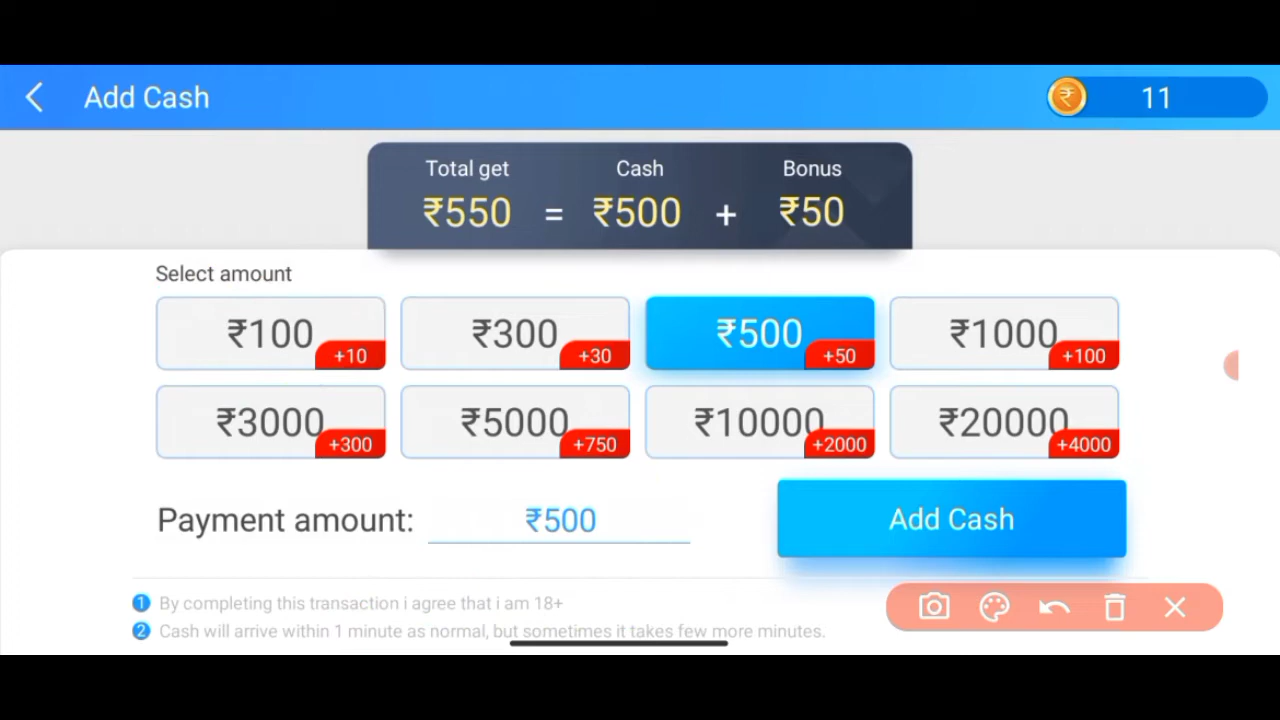 Add Cash
11
Total get Cash Bonus
₹550 = ₹500 + ₹50
Select amount
₹100 +10 ₹300 +30 ₹500 +50 ₹1000 +100
₹3000 +300 ₹5000 +750 ₹10000 +2000 ₹20000 +4000
Payment amount: ₹500 Add Cash
1 By completing this transaction i agree that i am 18+
2 Cash will arrive within 1 minute as normal, but sometimes it takes few more minutes.